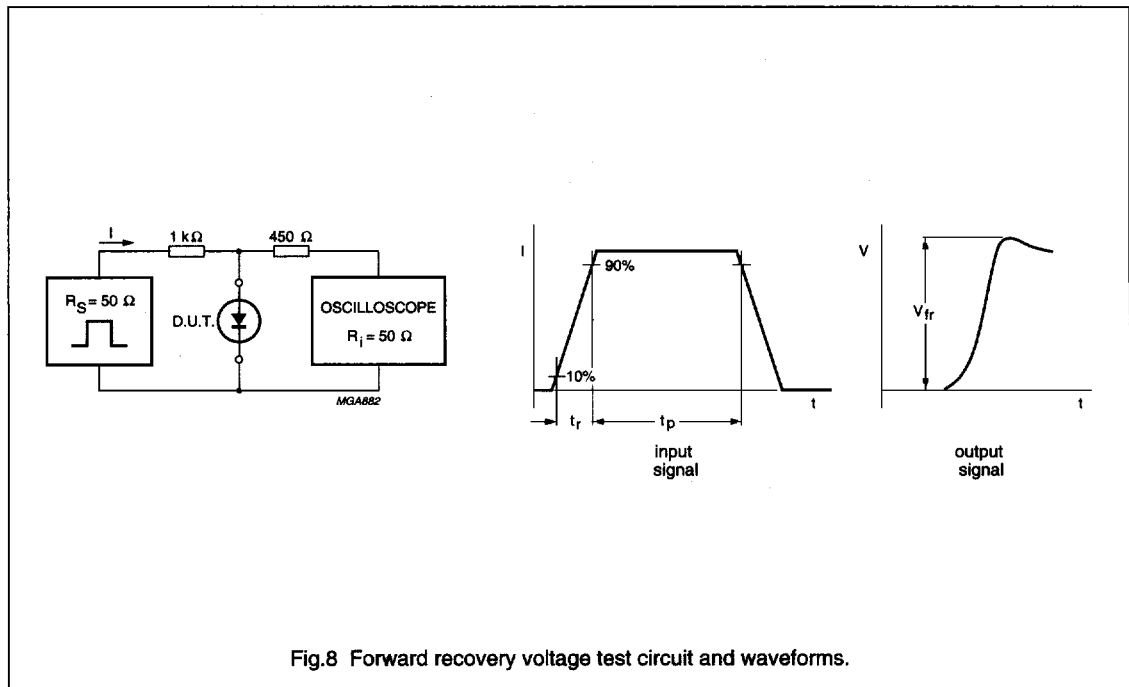 I
1 kΩ
450 Ω
R_S = 50 Ω
D.U.T.
OSCILLOSCOPE
R_i = 50 Ω
MGA882
I
90%
10%
t
t_r
t_p
input
signal
V
V_fr
t
output
signal
Fig.8 Forward recovery voltage test circuit and waveforms.